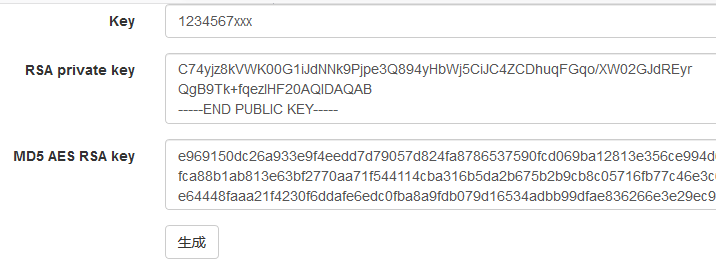 Key
1234567xxx
RSA private key
C74yjz8kVWK00G1iJdNNk9Pjpe3Q894yHbWj5CiJC4ZCDhuqFGqo/XW02GJdREyr
QgB9Tk+fqezIHF20AQIDAQAB
-----END PUBLIC KEY-----
MD5 AES RSA key
e969150dc26a933e9f4eedd7d79057d824fa8786537590fcd069ba12813e356ce994d
fca88b1ab813e63bf2770aa71f544114cba316b5da2b675b2b9cb8c05716fb77c46e3c
e64448faaa21f4230f6ddafe6edc0fba8a9fdb079d16534adbb99dfae836266e3e29ec9
生成